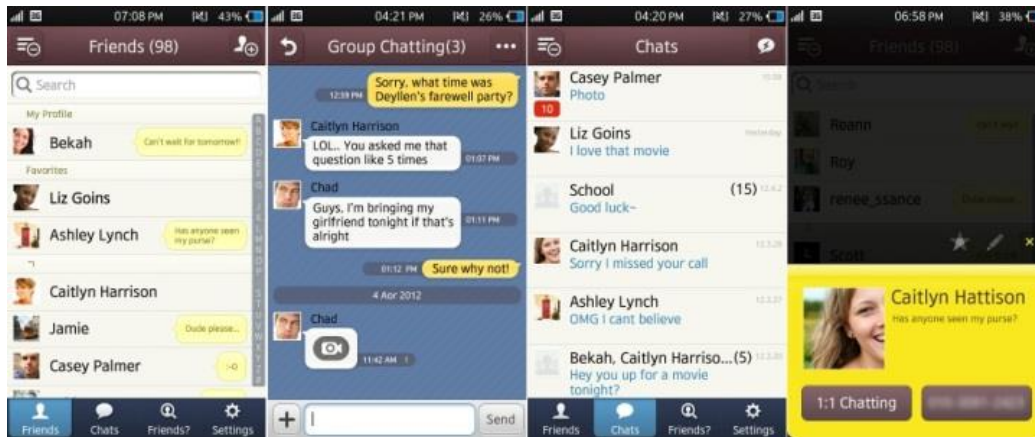 07:08 PM 43%
Friends (98)
Search
My Profile
Bekah
Can't wait for tomorrow!!
Favorites
Liz Goins
Ashley Lynch
Has anyone seen
my purse?
ㄱ
Caitlyn Harrison
Jamie
Dude please...
Casey Palmer
:-0
Friends Chats Friends? Settings
04:21 PM 26%
Group Chatting(3)
12:59 PM
Sorry, what time was
Deyllen's farewell party?
Caitlyn Harrison
LOL.. You asked me that
question like 5 times
01:07 PM
Chad
Guys, I'm bringing my
girlfriend tonight if that's
alright
01:11 PM
01:12 PM Sure why not!
4 Apr 2012
Chad
11:42 AM 1
Send
04:20 PM 27%
Chats
Casey Palmer
Photo
10
Liz Goins Yesterday
I love that movie
School (15) 12.4.2
Good luck~
Caitlyn Harrison
Sorry I missed your call
Ashley Lynch
OMG I cant believe
Bekah, Caitlyn Harriso...(5)
Hey you up for a movie
tonight?
Friends Chats Friends? Settings
06:58 PM 38%
Friends (98)
Search
Reann
Roy
renee_ssance
Scott
Caitlyn Hattison
Has anyone seen my purse?
1:1 Chatting